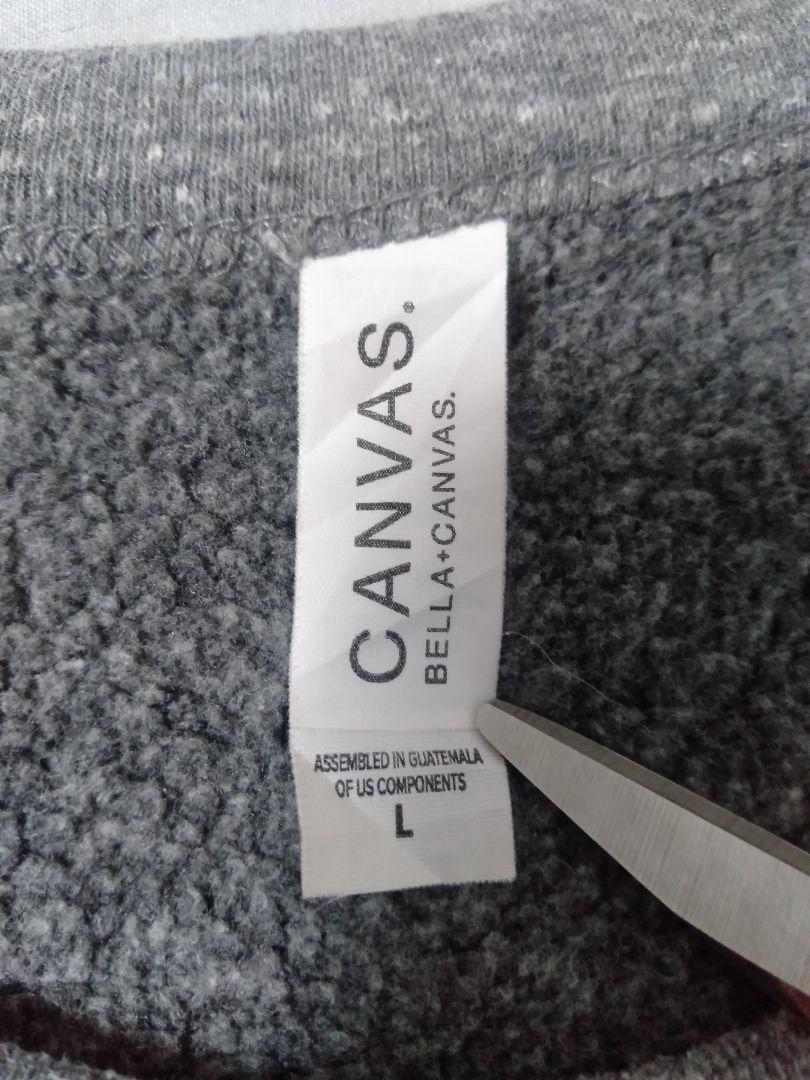 CANVAS.
BELLA+CANVAS.
ASSEMBLED IN GUATEMALA
OF US COMPONENTS
L